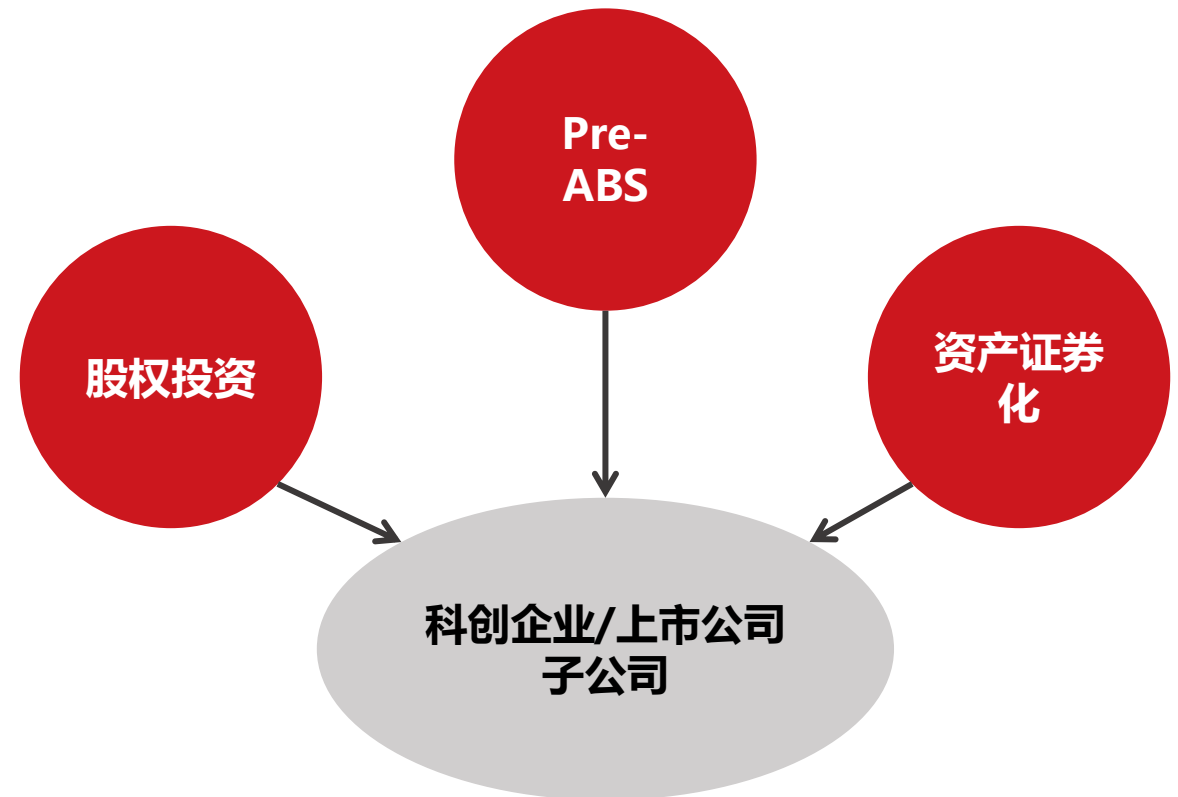 Pre-
ABS
股权投资
资产证券
化
科创企业/上市公司
子公司